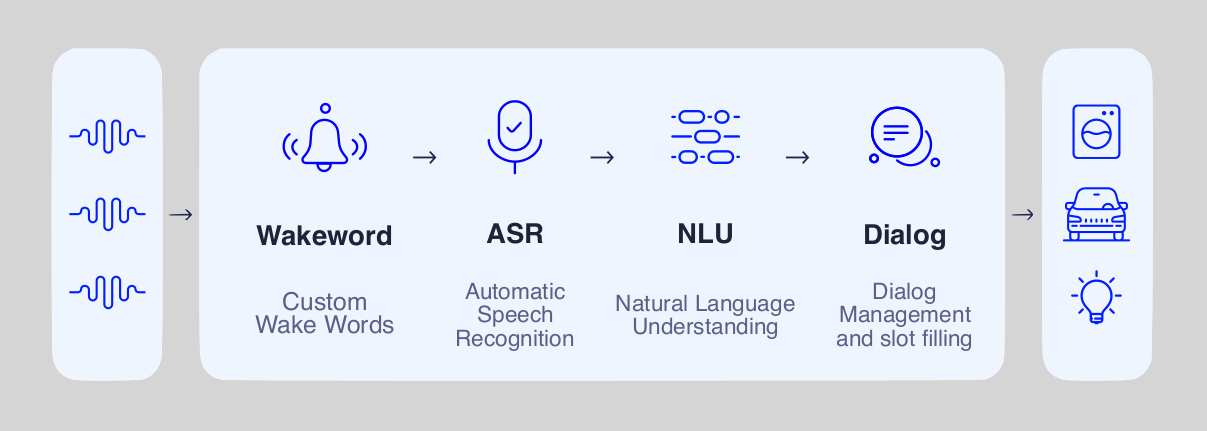 Wakeword
Custom
Wake Words
ASR
Automatic
Speech
Recognition
NLU
Natural Language
Understanding
Dialog
Dialog
Management
and slot filling